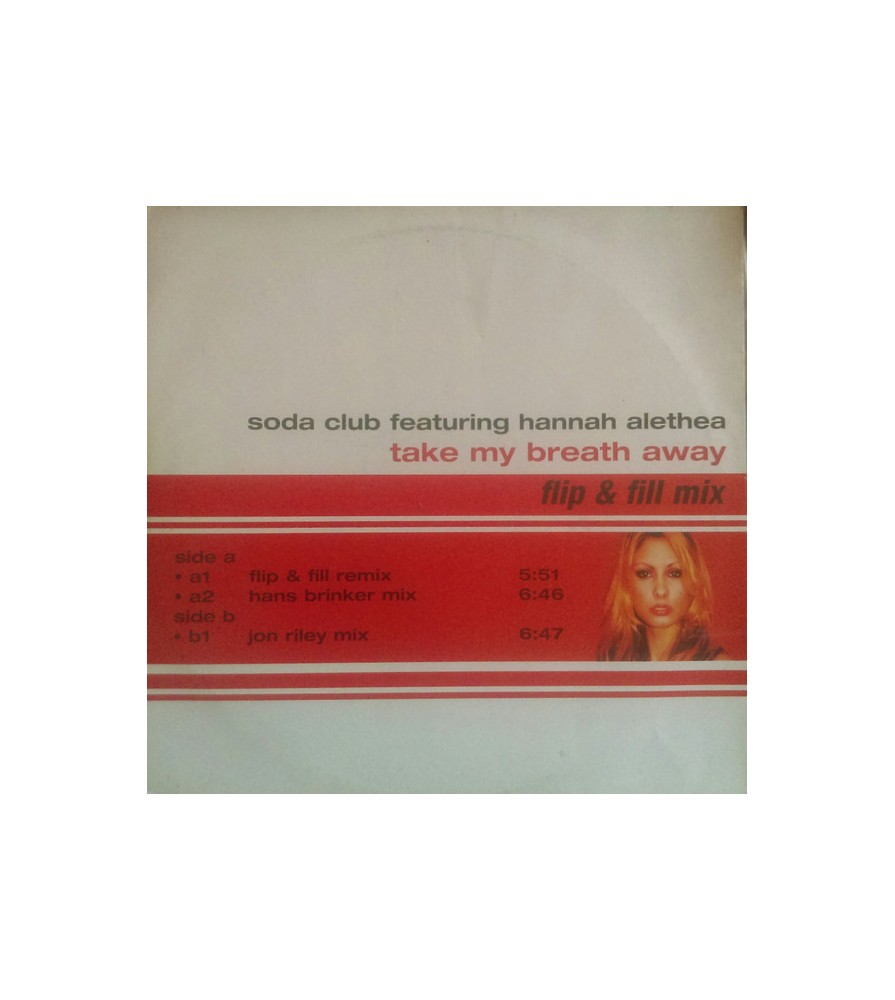 soda club featuring hannah alethea
take my breath away
flip & fill mix
side a
• a1 flip & fill remix 5:51
• a2 hans brinker mix 6:46
side b
• b1 jon riley mix 6:47